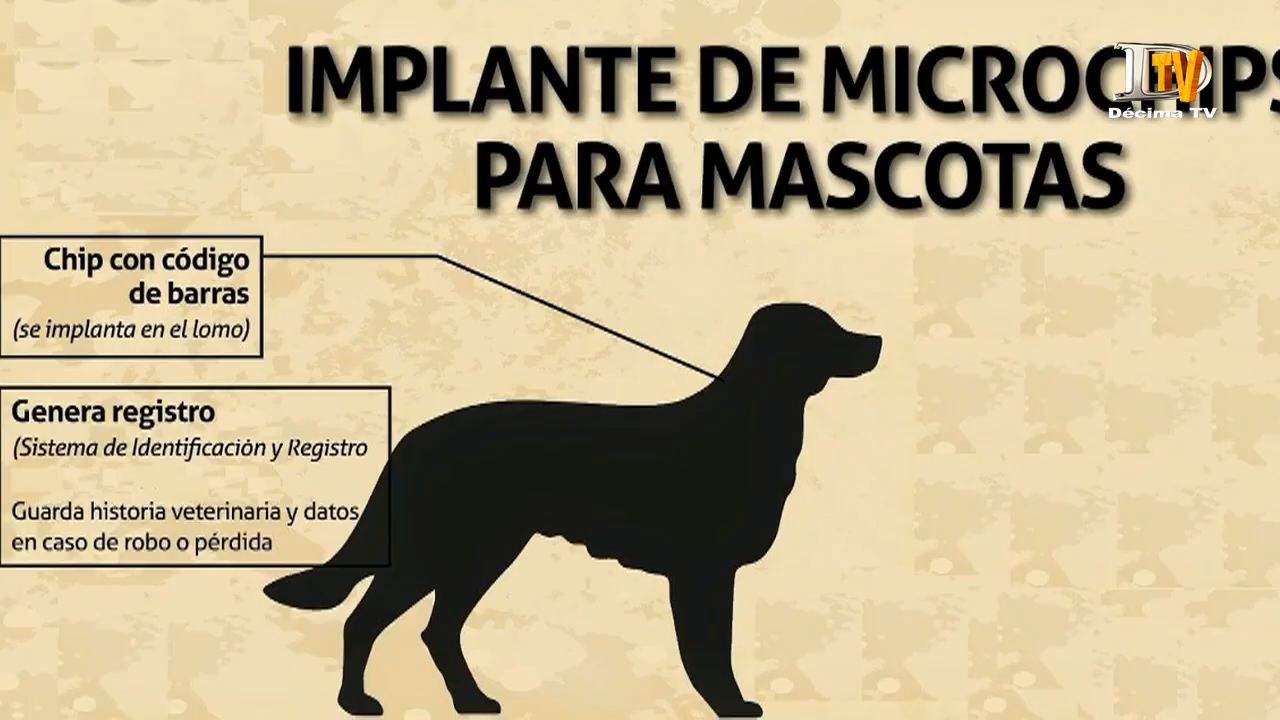 IMPLANTE DE MICROCHIPS
PARA MASCOTAS
DTV
Décima TV
Chip con código
de barras
(se implanta en el lomo)
Genera registro
(Sistema de Identificación y Registro
Guarda historia veterinaria y datos
en caso de robo o pérdida